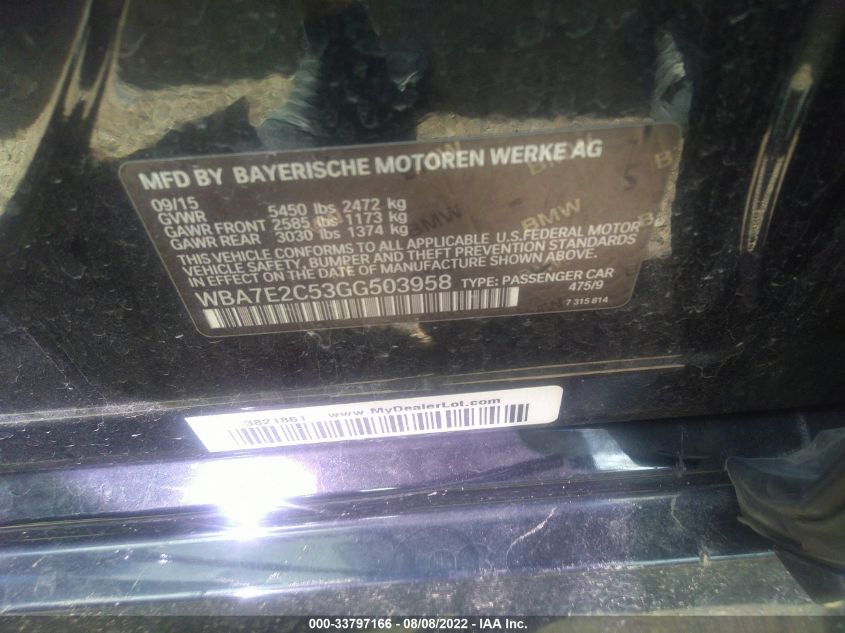 MFD BY BAYERISCHE MOTOREN WERKE AG
09/15
GVWR 5450 lbs 2472 kg
GAWR FRONT 2585 lbs 1173 kg
GAWR REAR 3030 lbs 1374 kg
THIS VEHICLE CONFORMS TO ALL APPLICABLE U.S.FEDERAL MOTOR
VEHICLE SAFETY, BUMPER AND THEFT PREVENTION STANDARDS
IN EFFECT ON THE DATE OF MANUFACTURE SHOWN ABOVE.
WBA7E2C53GG503958 TYPE: PASSENGER CAR
475/9
7 315 814
BMW
BMW
3821861 www.MyDealerLot.com
000-33797166 - 08/08/2022 - IAA Inc.